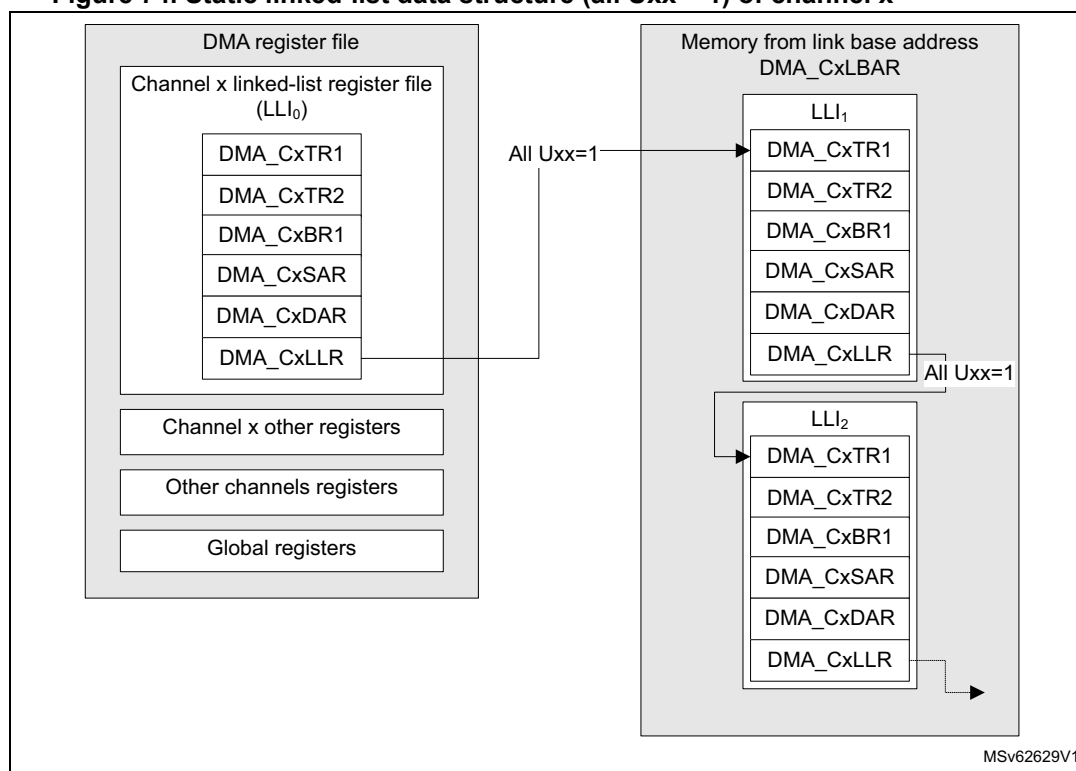 DMA register file
Channel x linked-list register file
(LLI₀)
DMA_CxTR1
DMA_CxTR2
DMA_CxBR1
DMA_CxSAR
DMA_CxDAR
DMA_CxLLR
Channel x other registers
Other channels registers
Global registers
All Uxx=1
Memory from link base address
DMA_CxLBAR
LLI₁
DMA_CxTR1
DMA_CxTR2
DMA_CxBR1
DMA_CxSAR
DMA_CxDAR
DMA_CxLLR
All Uxx=1
LLI₂
DMA_CxTR1
DMA_CxTR2
DMA_CxBR1
DMA_CxSAR
DMA_CxDAR
DMA_CxLLR
MSv62629V1